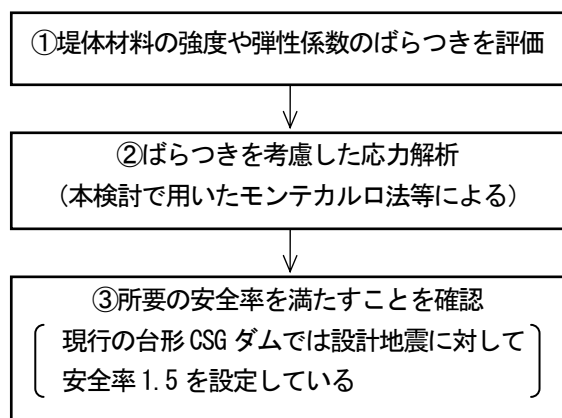 ①堤体材料の強度や弾性係数のばらつきを評価
②ばらつきを考慮した応力解析
(本検討で用いたモンテカルロ法等による)
③所要の安全率を満たすことを確認
現行の台形 CSG ダムでは設計地震に対して
安全率 1.5 を設定している